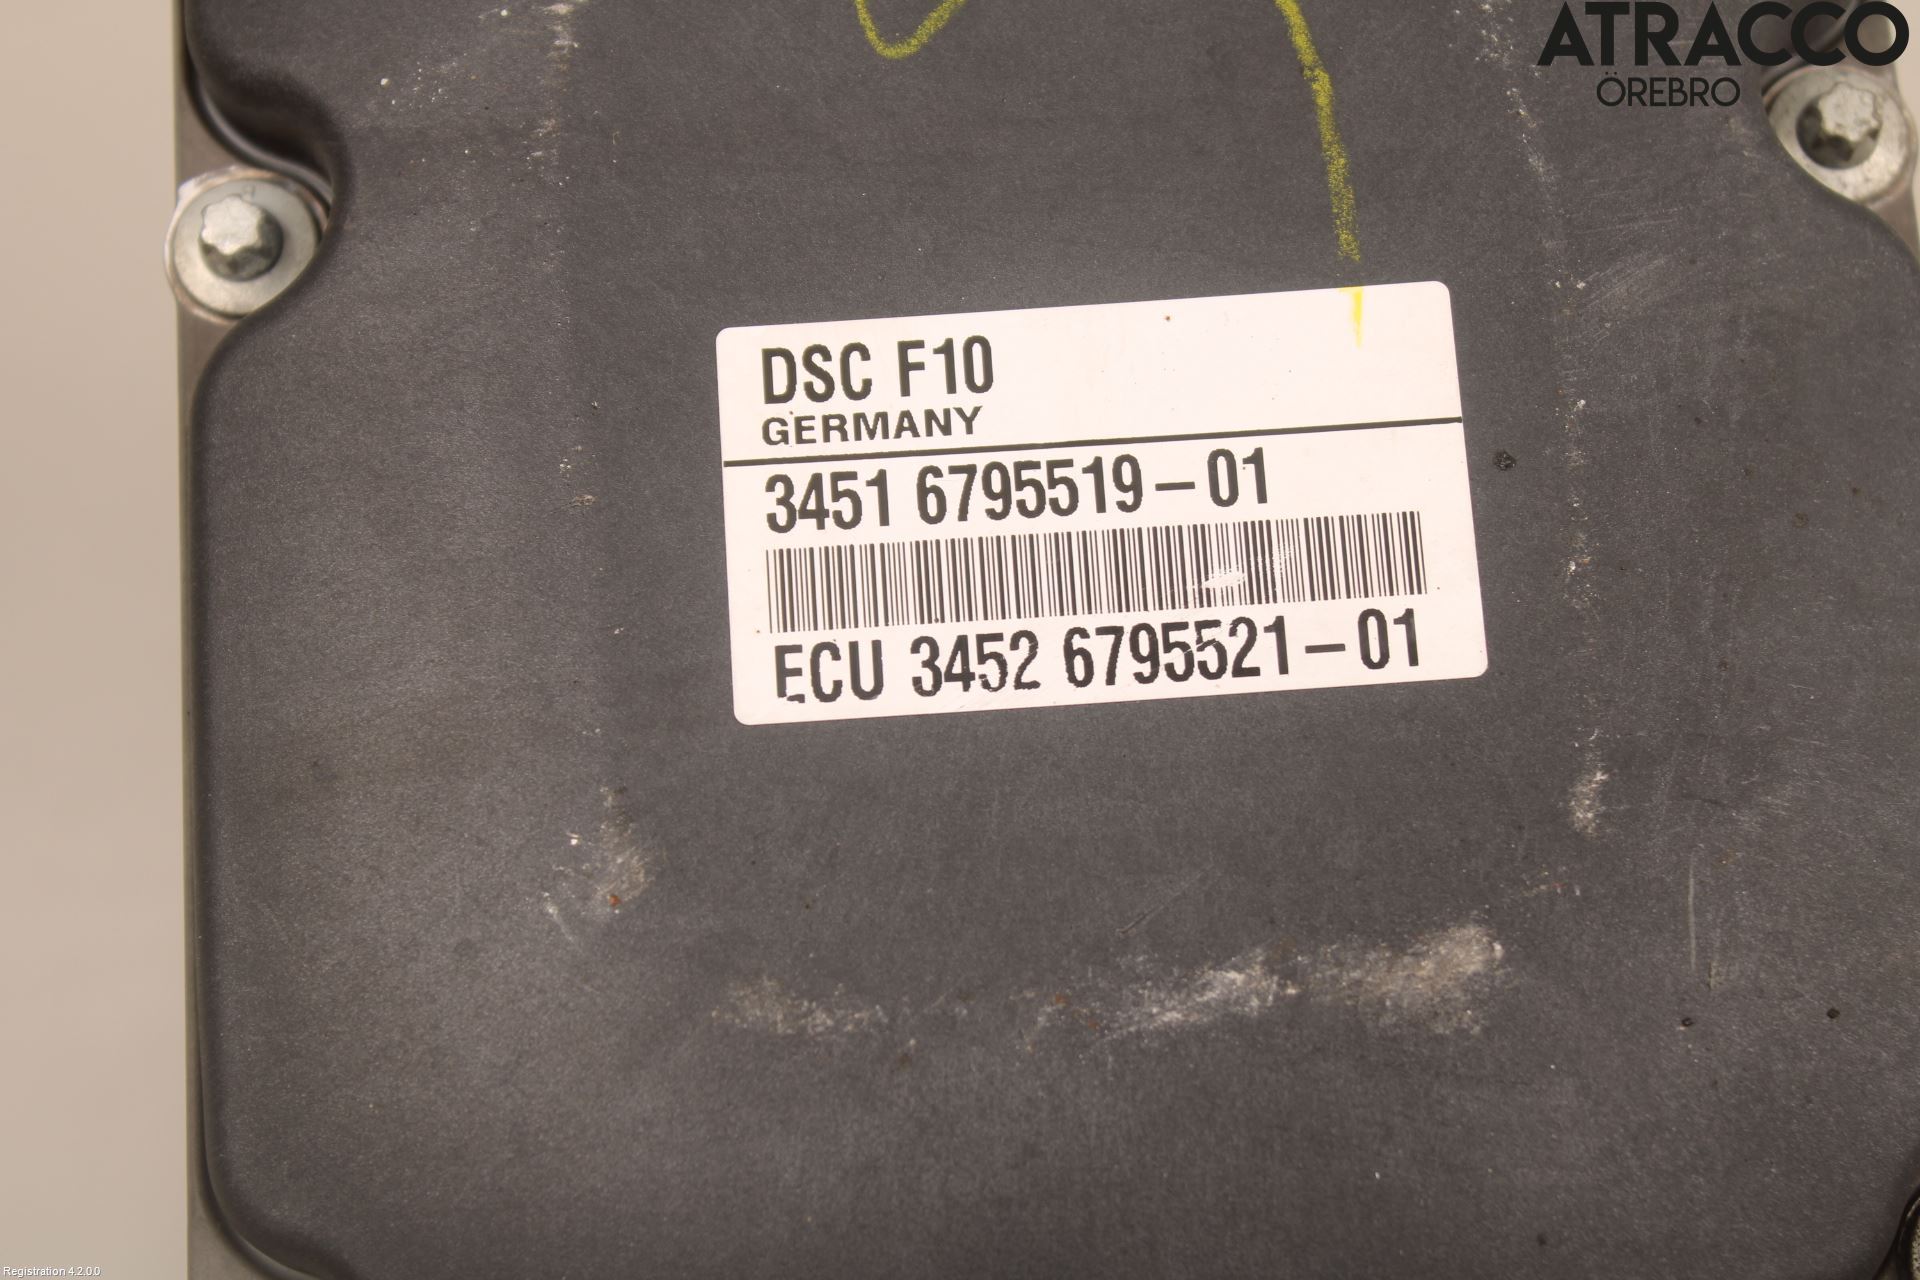 ATRACCO
ÖREBRO
DSC F10
GERMANY
3451 6795519-01
ECU 3452 6795521-01
Registration 4.2.0.0